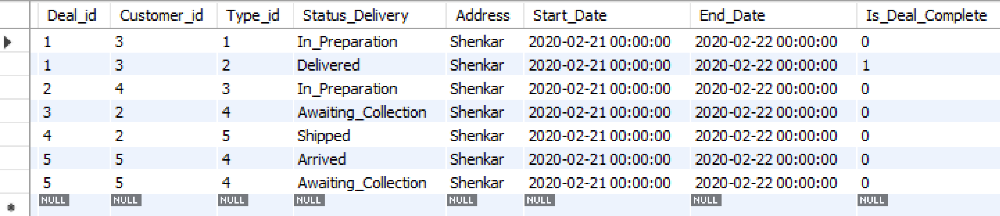 Deal_id Customer_id Type_id Status_Delivery Address Start_Date End_Date Is_Deal_Complete
1 3 1 In_Preparation Shenkar 2020-02-21 00:00:00 2020-02-22 00:00:00 0
1 3 2 Delivered Shenkar 2020-02-21 00:00:00 2020-02-22 00:00:00 1
2 4 3 In_Preparation Shenkar 2020-02-21 00:00:00 2020-02-22 00:00:00 0
3 2 4 Awaiting_Collection Shenkar 2020-02-21 00:00:00 2020-02-22 00:00:00 0
4 2 5 Shipped Shenkar 2020-02-21 00:00:00 2020-02-22 00:00:00 0
5 5 4 Arrived Shenkar 2020-02-21 00:00:00 2020-02-22 00:00:00 0
5 5 4 Awaiting_Collection Shenkar 2020-02-21 00:00:00 2020-02-22 00:00:00 0
NULL NULL NULL NULL NULL NULL NULL NULL